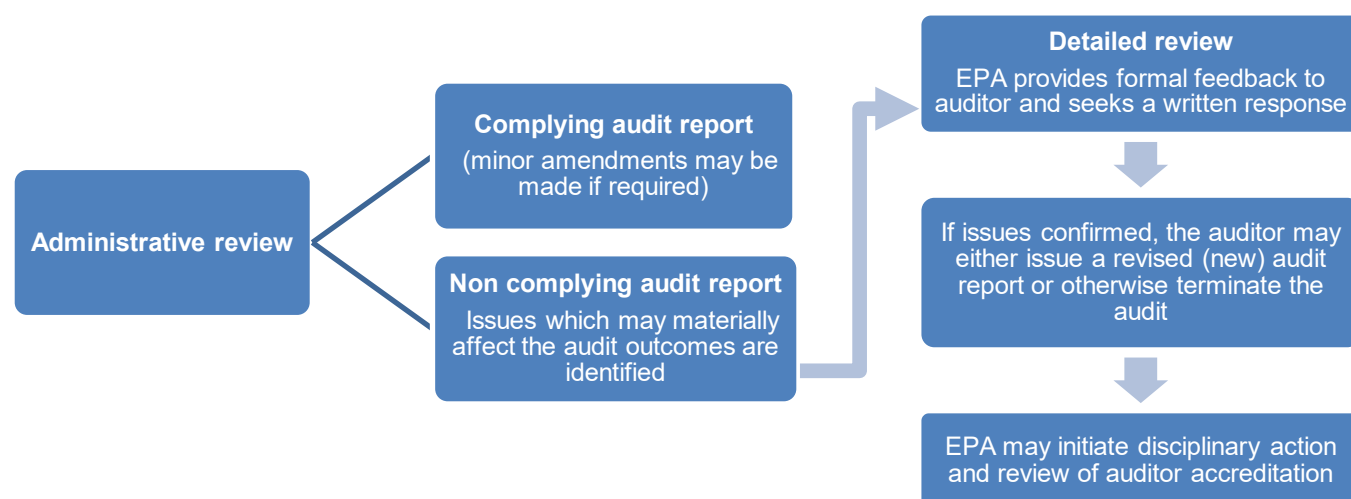 Administrative review
Complying audit report
(minor amendments may be
made if required)
Non complying audit report
Issues which may materially
affect the audit outcomes are
identified
Detailed review
EPA provides formal feedback to
auditor and seeks a written response
If issues confirmed, the auditor may
either issue a revised (new) audit
report or otherwise terminate the
audit
EPA may initiate disciplinary action
and review of auditor accreditation